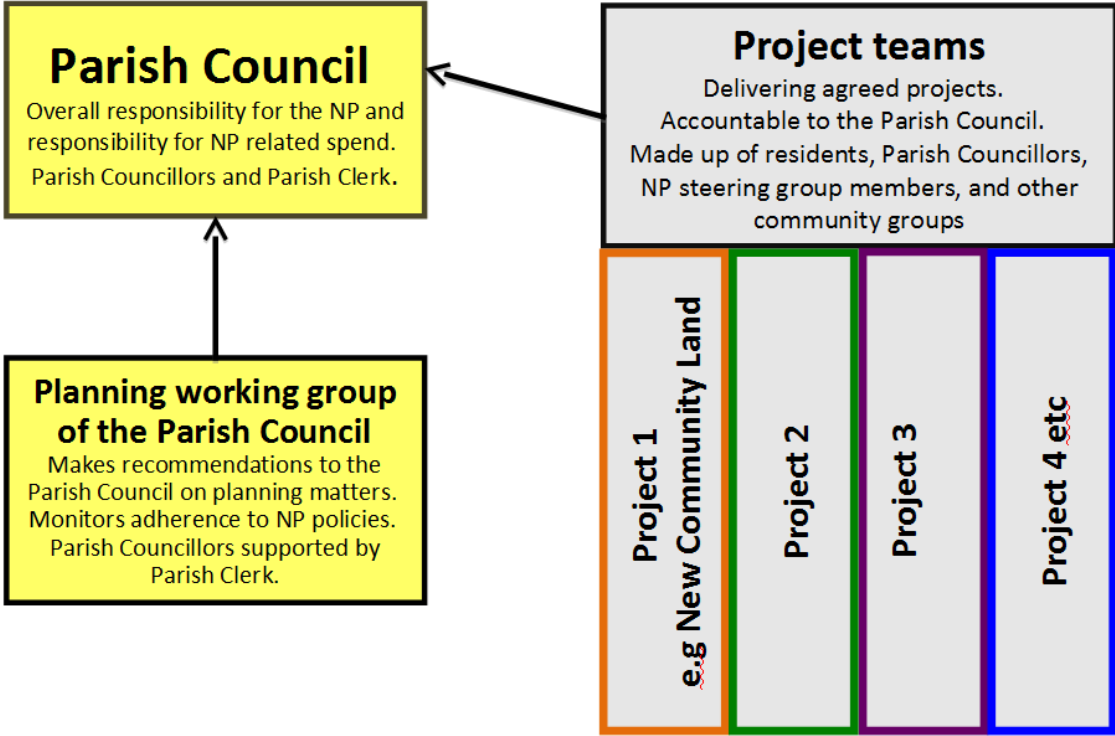 Parish Council
Overall responsibility for the NP and
responsibility for NP related spend.
Parish Councillors and Parish Clerk.
Project teams
Delivering agreed projects.
Accountable to the Parish Council.
Made up of residents, Parish Councillors,
NP steering group members, and other
community groups
Planning working group
of the Parish Council
Makes recommendations to the
Parish Council on planning matters.
Monitors adherence to NP policies.
Parish Councillors supported by
Parish Clerk.
Project 1
e.g New Community Land
Project 2
Project 3
Project 4 etc